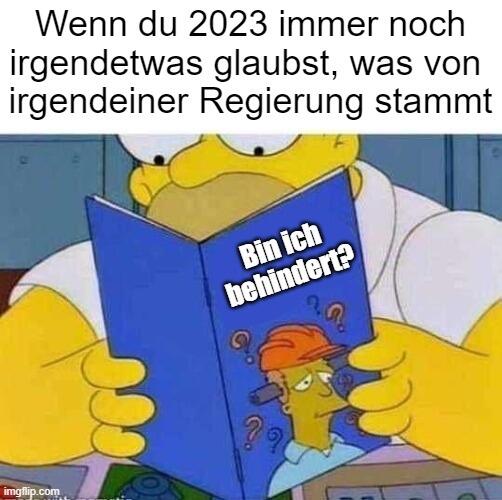 Wenn du 2023 immer noch
irgendetwas glaubst, was von
irgendeiner Regierung stammt
Bin ich
behindert?
? ?
?
?
? ?
imgflip.com